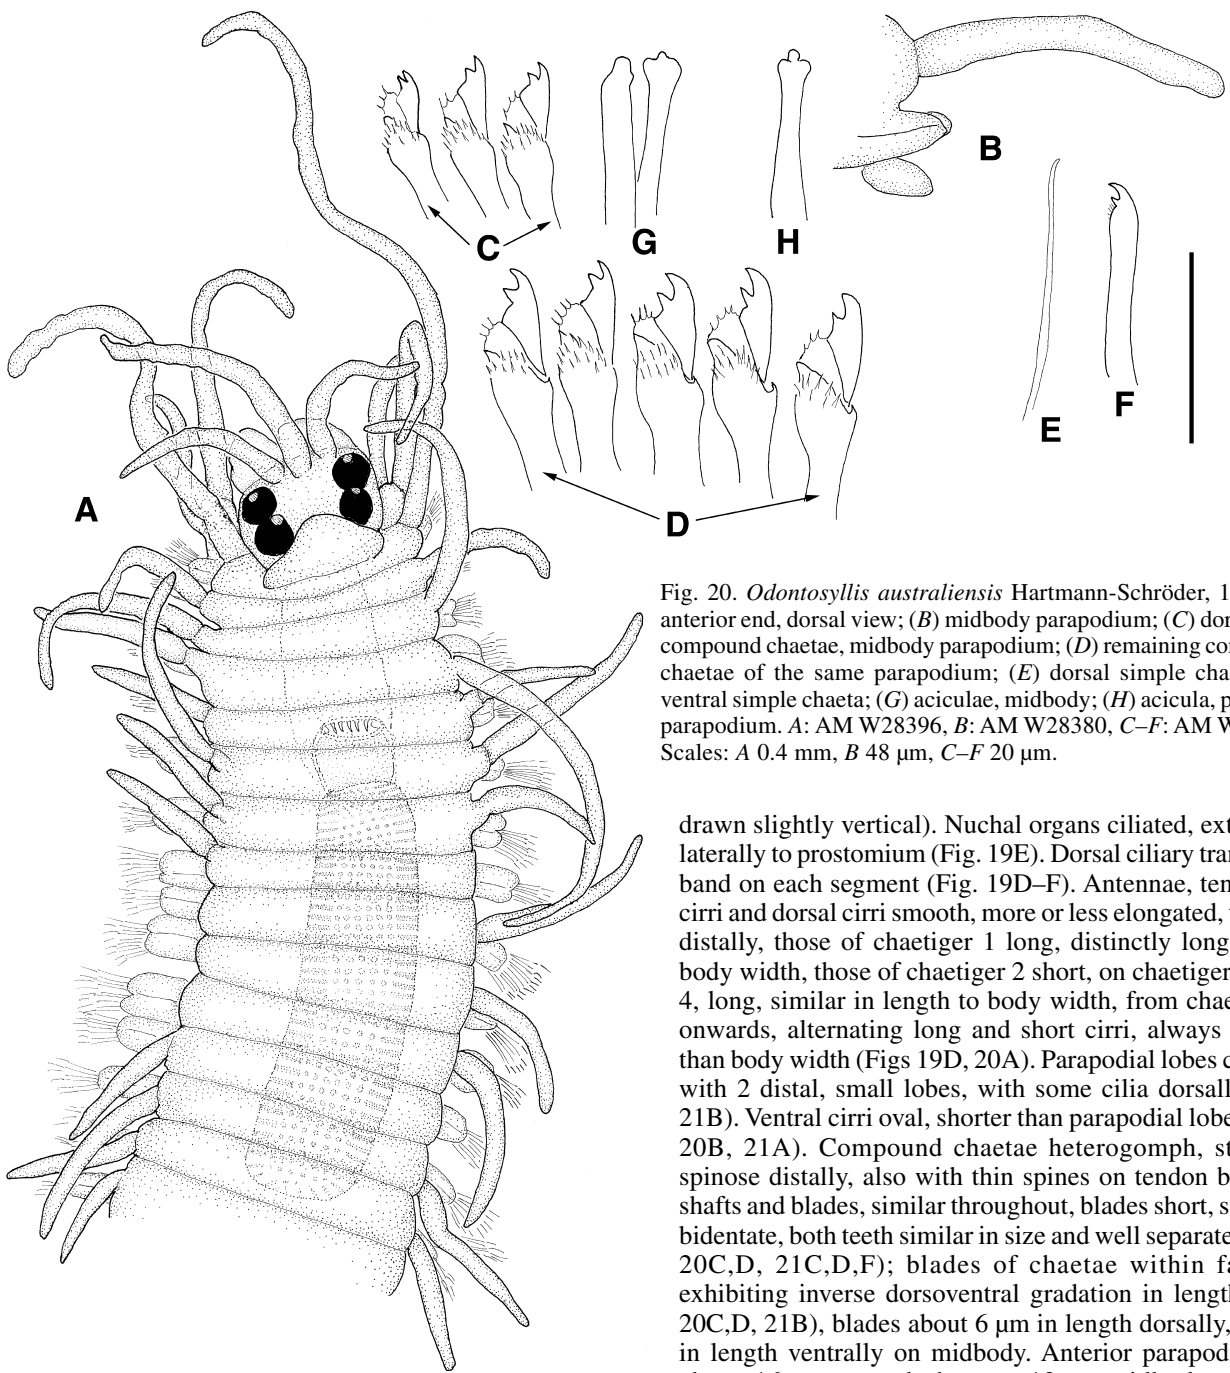 A
B
C
G
H
E
F
D
Fig. 20. Odontosyllis australiensis Hartmann-Schröder, 1
anterior end, dorsal view; (B) midbody parapodium; (C) dor
compound chaetae, midbody parapodium; (D) remaining co
chaetae of the same parapodium; (E) dorsal simple cha
ventral simple chaeta; (G) aciculae, midbody; (H) acicula, p
parapodium. A: AM W28396, B: AM W28380, C–F: AM W
Scales: A 0.4 mm, B 48 µm, C–F 20 µm.
drawn slightly vertical). Nuchal organs ciliated, ext
laterally to prostomium (Fig. 19E). Dorsal ciliary tran
band on each segment (Fig. 19D–F). Antennae, ten
cirri and dorsal cirri smooth, more or less elongated,
distally, those of chaetiger 1 long, distinctly long
body width, those of chaetiger 2 short, on chaetiger
4, long, similar in length to body width, from chae
onwards, alternating long and short cirri, always
than body width (Figs 19D, 20A). Parapodial lobes c
with 2 distal, small lobes, with some cilia dorsall
21B). Ventral cirri oval, shorter than parapodial lobe
20B, 21A). Compound chaetae heterogomph, st
spinose distally, also with thin spines on tendon b
shafts and blades, similar throughout, blades short, s
bidentate, both teeth similar in size and well separate
20C,D, 21C,D,F); blades of chaetae within fa
exhibiting inverse dorsoventral gradation in length
20C,D, 21B), blades about 6 µm in length dorsally,
in length ventrally on midbody. Anterior parapod